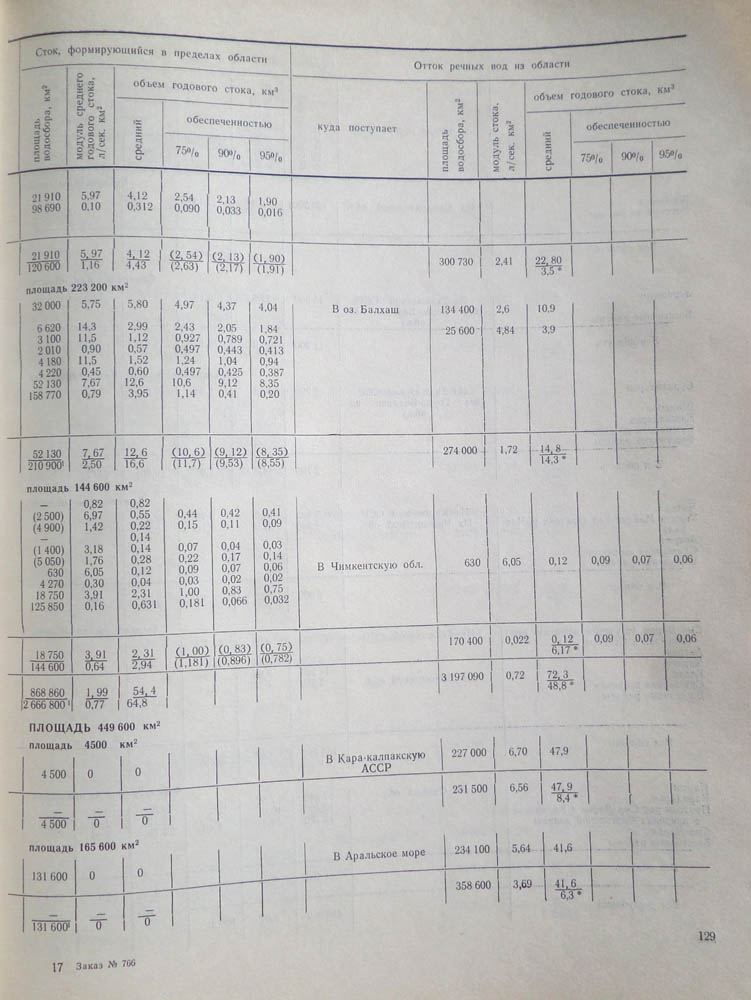 Сток, формирующийся в пределах области
Отток речных вод из области
площадь водосбора, км²
модуль среднего годового стока, л/сек. км²
объем годового стока, км³
куда поступает
площадь водосбора, км²
модуль стока, л/сек. км²
объем годового стока, км³
средний
обеспеченностью
средний
обеспеченностью
75% 90% 95% 75% 90% 95%
21 910 5,97 4,12 2,54 2,13 1,90
98 690 0,10 0,312 0,090 0,033 0,016
21 910 5,97 4,12 (2,54) (2,13) (1,90) 300 730 2,41 22,80
120 600 1,16 4,43 (2,63) (2,17) (1,91) 3,5 *
площадь 223 200 км²
32 000 5,75 5,80 4,97 4,37 4,04 В оз. Балхаш 134 400 2,6 10,9
6 620 14,3 2,99 2,43 2,05 1,84 25 600 4,84 3,9
3 100 11,5 1,12 0,927 0,789 0,721
2 010 0,90 0,57 0,497 0,443 0,413
4 180 11,5 1,52 1,24 1,04 0,94
4 220 0,45 0,60 0,497 0,425 0,387
52 130 7,67 12,6 10,6 9,12 8,35
158 770 0,79 3,95 1,14 0,41 0,20
52 130 7,67 12,6 (10,6) (9,12) (8,35) 274 000 1,72 14,8
210 900¹ 2,50 16,6 (11,7) (9,53) (8,55) 14,3 *
площадь 144 600 км²
— 0,82 0,82
(2 500) 6,97 0,55 0,44 0,42 0,41
(4 900) 1,42 0,22 0,15 0,11 0,09
— 0,14
(1 400) 3,18 0,14 0,07 0,04 0,03
(5 050) 1,76 0,28 0,22 0,17 0,14
630 6,05 0,12 0,09 0,07 0,06 В Чимкентскую обл. 630 6,05 0,12 0,09 0,07 0,06
4 270 0,30 0,04 0,03 0,02 0,02
18 750 3,91 2,31 1,00 0,83 0,75
125 850 0,16 0,631 0,181 0,066 0,032
18 750 3,91 2,31 (1,00) (0,83) (0,75) 170 400 0,022 0,12 0,09 0,07 0,06
144 600 0,64 2,94 (1,181) (0,896) (0,782) 6,17 *
868 860 1,99 54,4 3 197 090 0,72 72,3
2 666 800¹ 0,77 64,8 48,8 *
ПЛОЩАДЬ 449 600 км²
площадь 4500 км²
4 500 0 0 В Кара-калпакскую АССР 227 000 6,70 47,9
— — — 231 500 6,56 47,9
4 500 0 0 8,4 *
площадь 165 600 км²
131 600 0 0 В Аральское море 234 100 5,64 41,6
— — — 358 600 3,69 41,6
131 600¹ 0 0 6,3 *
129
17 Заказ № 766